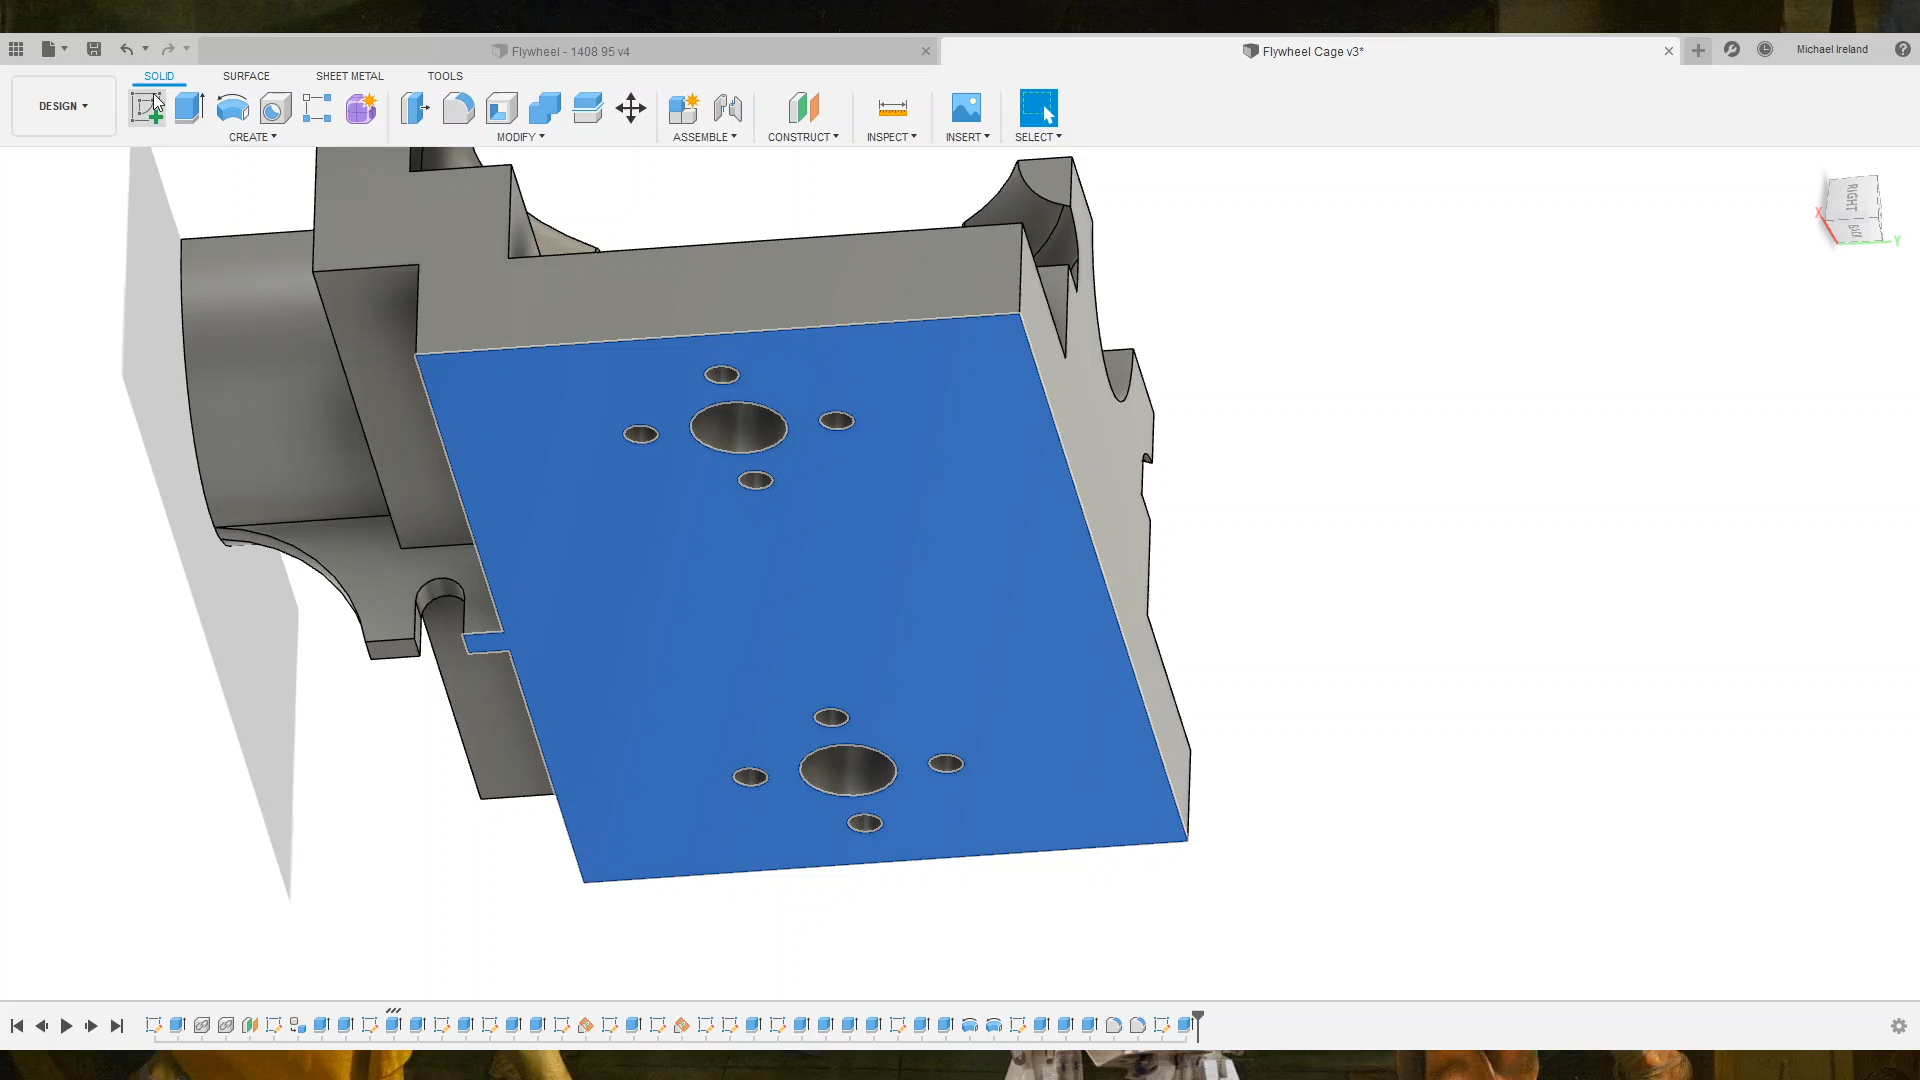 Flywheel - 1408 95 v4
Flywheel Cage v3*
Michael Ireland
SOLID
SURFACE
SHEET METAL
TOOLS
DESIGN
CREATE
MODIFY
ASSEMBLE
CONSTRUCT
INSPECT
INSERT
SELECT
RIGHT
BACK
X
Y